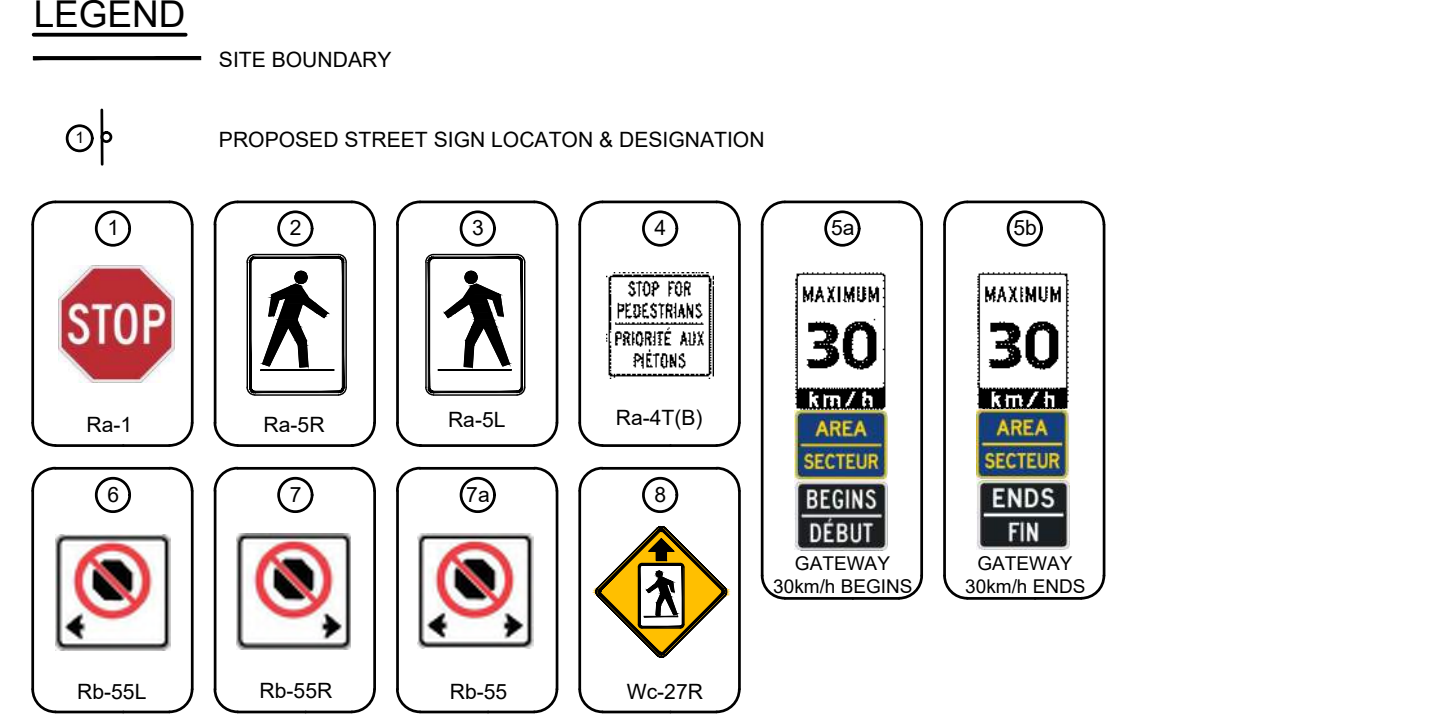 LEGEND
SITE BOUNDARY
1
PROPOSED STREET SIGN LOCATON & DESIGNATION
1
STOP
Ra-1
2
Ra-5R
3
Ra-5L
4
STOP FOR
PEDESTRIANS
PRIORITÉ AUX
PIÉTONS
Ra-4T(B)
5a
MAXIMUM
30
km/h
AREA
SECTEUR
BEGINS
DÉBUT
GATEWAY
30km/h BEGINS
5b
MAXIMUM
30
km/h
AREA
SECTEUR
ENDS
FIN
GATEWAY
30km/h ENDS
6
Rb-55L
7
Rb-55R
7a
Rb-55
8
Wc-27R